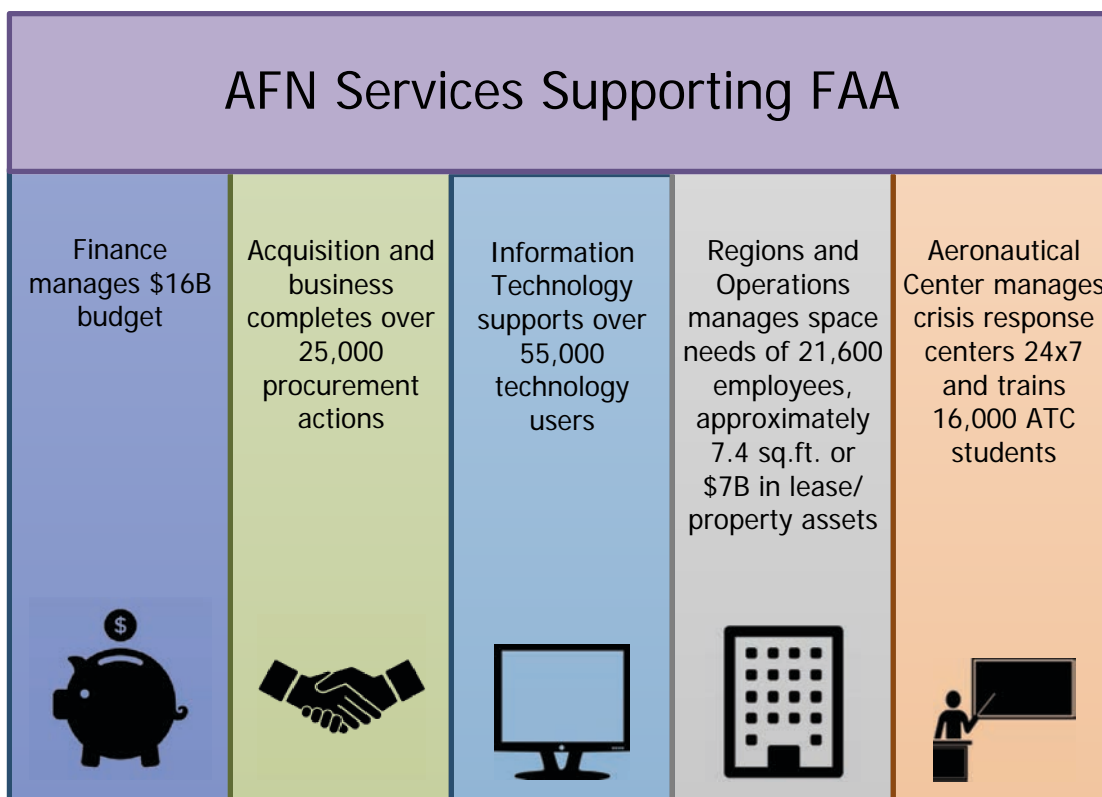 AFN Services Supporting FAA
Finance
manages $16B
budget
Acquisition and
business
completes over
25,000
procurement
actions
Information
Technology
supports over
55,000
technology
users
Regions and
Operations
manages space
needs of 21,600
employees,
approximately
7.4 sq.ft. or
$7B in lease/
property assets
Aeronautical
Center manages
crisis response
centers 24x7
and trains
16,000 ATC
students
$